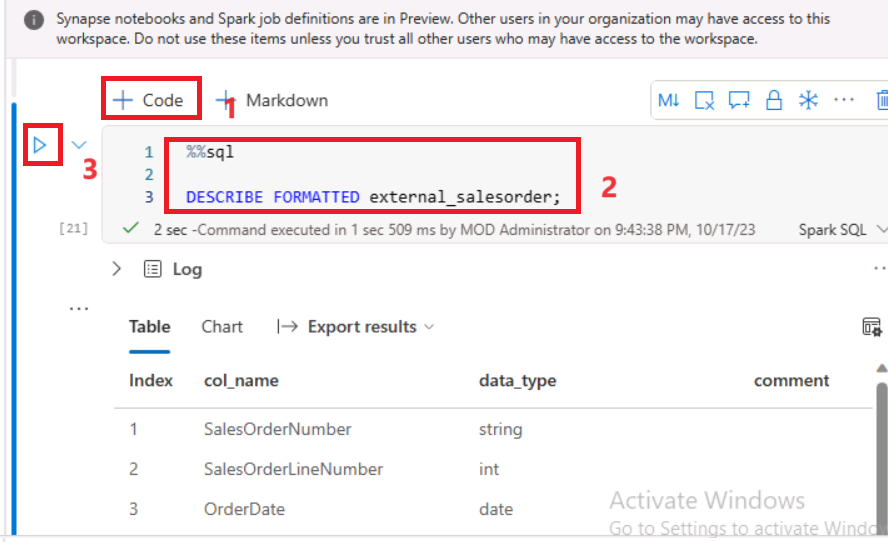 Synapse notebooks and Spark job definitions are in Preview. Other users in your organization may have access to this
workspace. Do not use these items unless you trust all other users who may have access to the workspace.
+ Code + Markdown
1
M↓ ...
3
1 %%sql
2
3 DESCRIBE FORMATTED external_salesorder;
2
[21] 2 sec -Command executed in 1 sec 509 ms by MOD Administrator on 9:43:38 PM, 10/17/23 Spark SQL
Log
...
Table Chart Export results
Index col_name data_type comment
1 SalesOrderNumber string
2 SalesOrderLineNumber int
3 OrderDate date
Activate Windows
Go to Settings to activate Windows